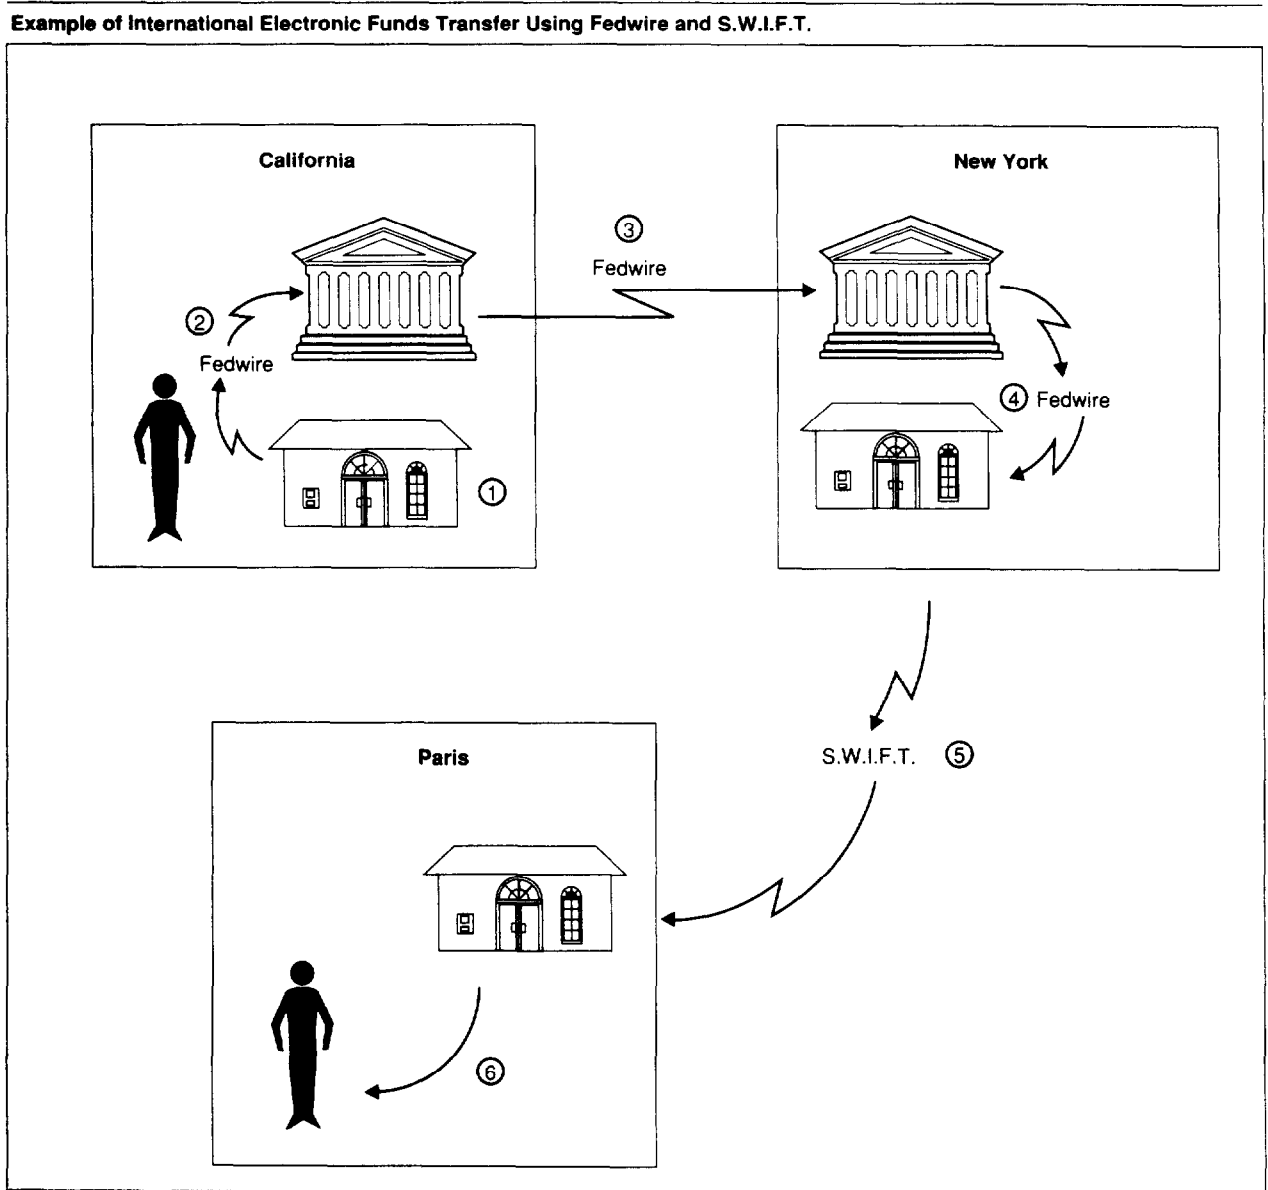 Example of International Electronic Funds Transfer Using Fedwire and S.W.I.F.T.
California
New York
3
Fedwire
2
Fedwire
4 Fedwire
1
S.W.I.F.T. 5
Paris
6